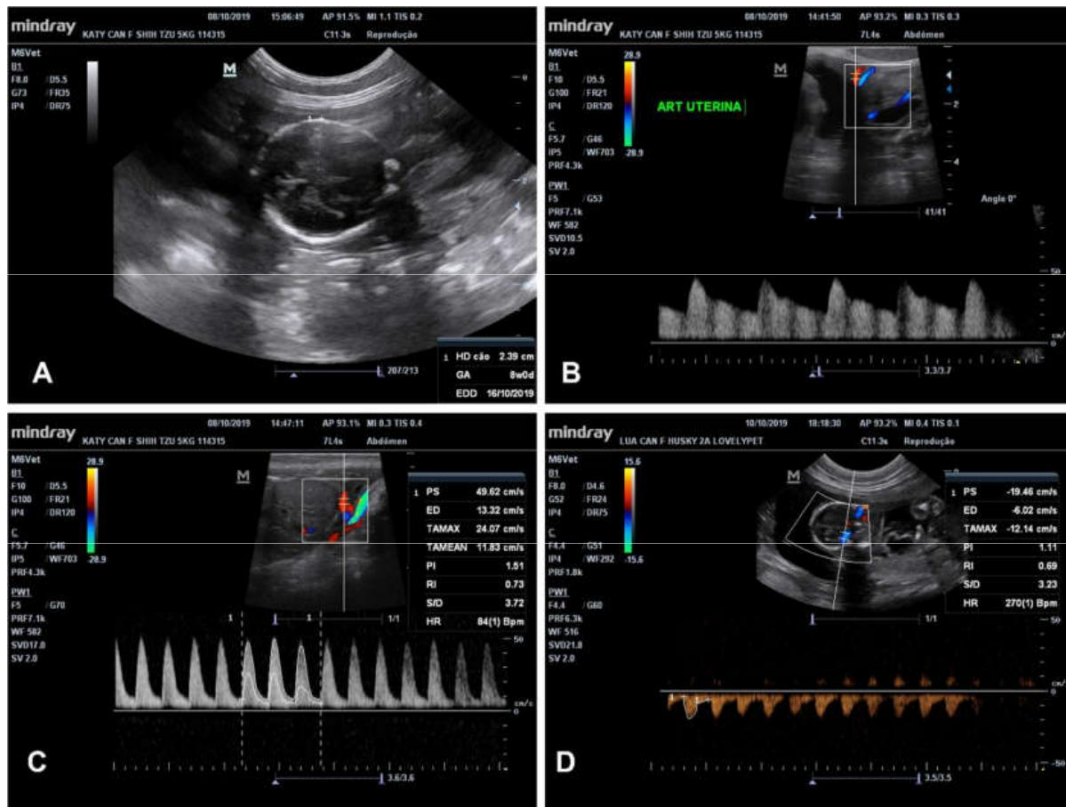 08/10/2019 15:06:49 AP 91.5% MI 1.1 TIS 0.2
mindray KATY CAN F SHIH TZU 5KG 114315 C11-3s Reprodução
M6Vet
B1
F8.0 /D5.5
G73 /FR35
IP4 /DR75
M
0
1 HD cão 2.39 cm
GA 8w0d
EDD 16/10/2019
207/213
A
08/10/2019 14:41:50 AP 93.2% MI 0.3 TIS 0.3
mindray KATY CAN F SHIH TZU 5KG 114315 7L4s Abdômen
M6Vet
B1
F10 /D5.5
G100 /FR21
IP4 /DR120
C
F5.7 /G46
IP5 /WF703
PRF4.3k
PW1
F5 /G53
PRF7.1k
WF 582
SVD10.5
SV 2.0
28.9
-28.9
M
ART UTERINA
2
4
Angle 0°
41/41
50
cm/s
0
3.3/3.7
B
08/10/2019 14:47:11 AP 93.1% MI 0.3 TIS 0.4
mindray KATY CAN F SHIH TZU 5KG 114315 7L4s Abdômen
M6Vet
B1
F10 /D5.5
G100 /FR21
IP4 /DR120
C
F5.7 /G46
IP5 /WF703
PRF4.3k
PW1
F5 /G70
PRF7.1k
WF 582
SVD17.0
SV 2.0
28.9
-28.9
M
1 PS 49.62 cm/s
ED 13.32 cm/s
TAMAX 24.07 cm/s
TAMEAN 11.83 cm/s
PI 1.51
RI 0.73
S/D 3.72
HR 84(1) Bpm
1 1 1/1
50
cm/s
0
3.6/3.6
C
10/10/2019 18:18:30 AP 93.2% MI 0.4 TIS 0.1
mindray LUA CAN F HUSKY 2A LOVELYPET C11-3s Reprodução
M6Vet
B1
F8.0 /D4.6
G52 /FR24
IP4 /DR75
C
F4.4 /G51
IP4 /WF292
PRF1.8k
PW1
F4.4 /G60
PRF6.3k
WF 516
SVD21.8
SV 2.0
15.6
-15.6
M
1 PS -19.46 cm/s
ED -6.02 cm/s
TAMAX -12.14 cm/s
PI 1.11
RI 0.69
S/D 3.23
HR 270(1) Bpm
1/1
50
cm/s
0
-50
3.5/3.5
D